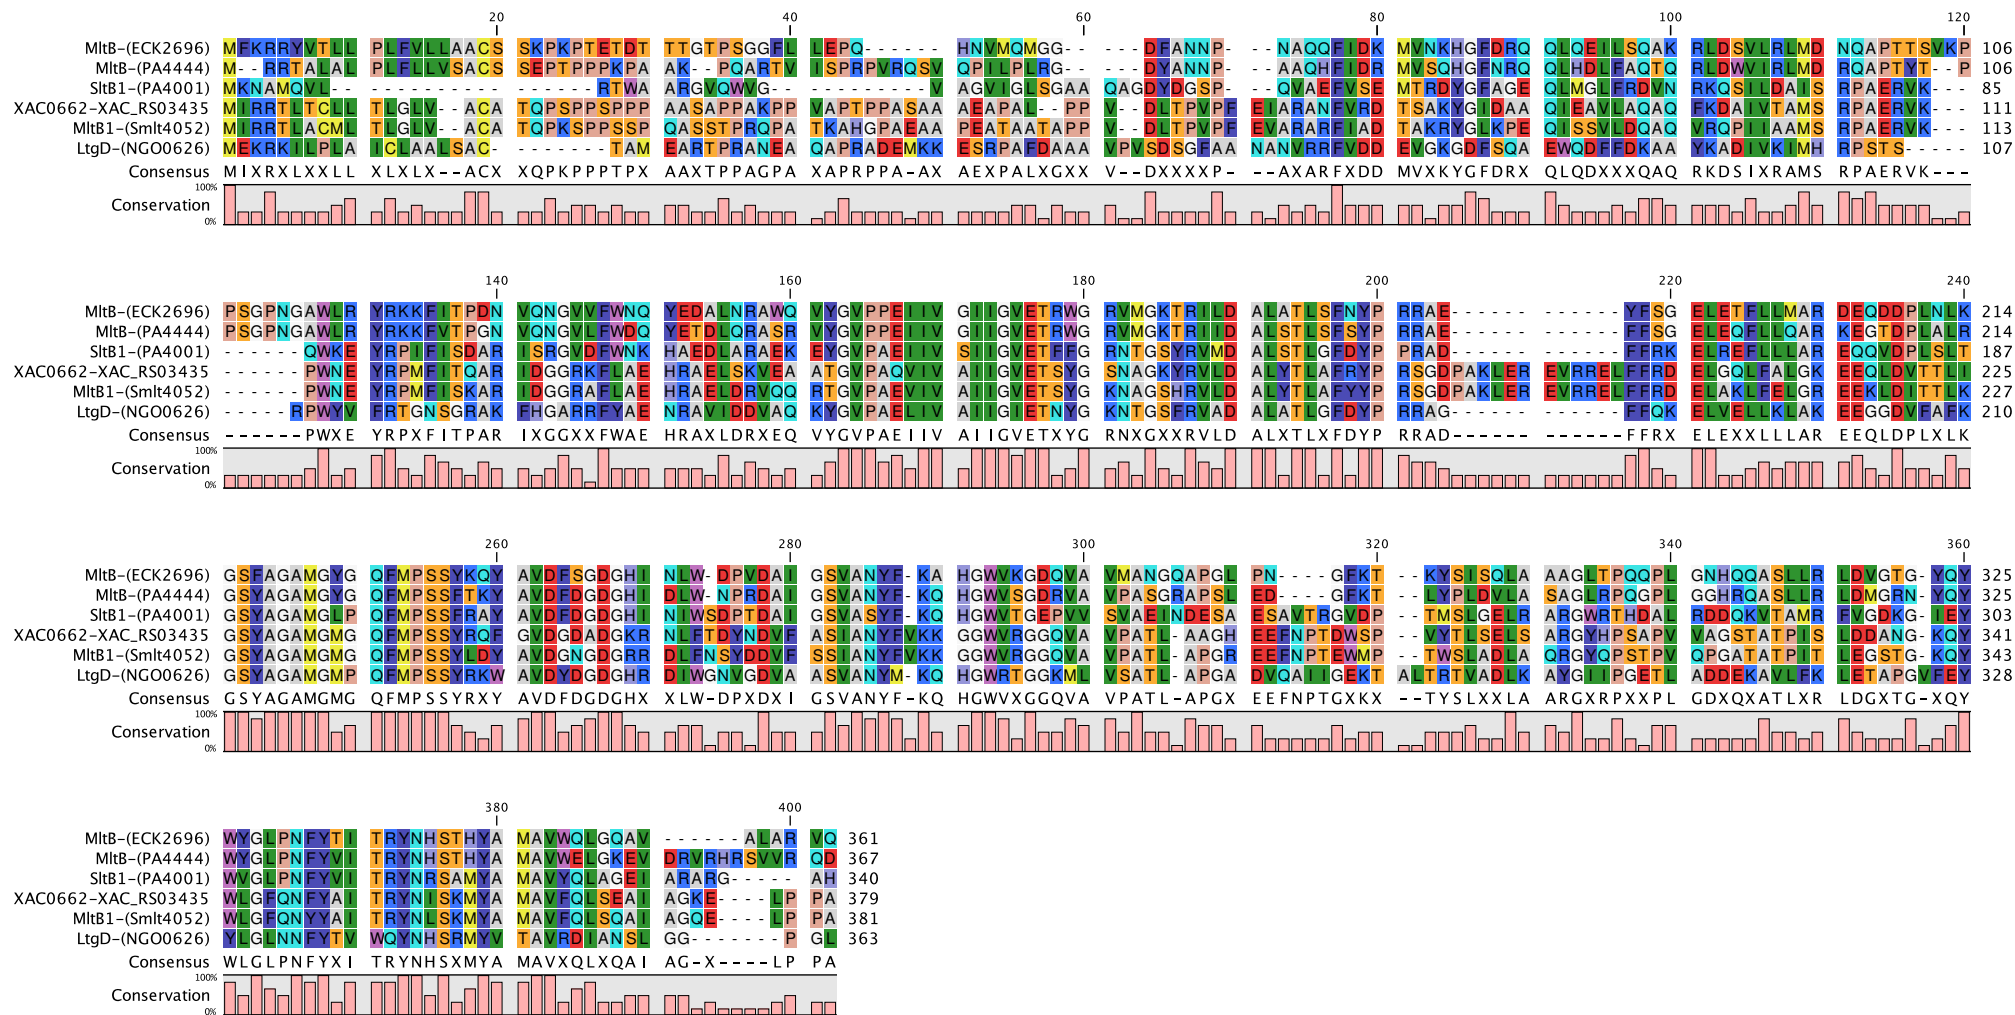 20 40 60 80 100 120
MltB-(ECK2696) MFKRRYVTLL PLFVLLAACS SKPKPTETDT TTGTPSGGFL LEPQ------ HNVMQMGG-- ---DFANNP- --NAQQFIDK MVNKHGFDRQ QLQEILSQAK RLDSVLRLMD NQAPTTSVKP 106
MltB-(PA4444) M--RRTALAL PLFLLVSACS SEPTPPPKPA AK--PQARTV ISPRPVRQSV QPILPLRG-- ---DYANNP- --AAQHFIDR MVSQHGFNRQ QLHDLFAQTQ RLDWVIRLMD RQAPTYT--P 106
SltB1-(PA4001) MKNAMQVL-- ---------- ------RTWA ARGVQWVG-- ---------V AGVIGLSGAA QAGDYDGSP- --QVAEFVSE MTRDYGFAGE QLMGLFRDVN RKQSILDAIS RPAERVK--- 85
XAC0662-XAC_RS03435 MIRRTLTCLL TLGLV--ACA TQPSPPSPPP AASAPPAKPP VAPTPPASAA AEAPAL--PP V--DLTPVPF EIARANFVRD TSAKYGIDAA QIEAVLAQAQ FKDAIVTAMS RPAERVK--- 111
MltB1-(Smlt4052) MIRRTLACML TLGLV--ACA TQPKSPPSSP QASSTPRQPA TKAHGPAEAA PEATAATAPP V--DLTPVPF EVARARFIAD TAKRYGLKPE QISSVLDQAQ VRQPIIAAMS RPAERVK--- 113
LtgD-(NGO0626) MEKRKILPLA ICLAALSAC- -------TAM EARTPRANEA QAPRADEMKK ESRPAFDAAA VPVSDSGFAA NANVRRFVDD EVGKGDFSQA EWQDFFDKAA YKADIVKIMH RPSTS----- 107
Consensus MIXRXLXXLL XLXLX--ACX XQPKPPPTPX AAXTPPAGPA XAPRPPA-AX AEXPALXGXX V--DXXXXP- --AXARFXDD MVXKYGFDRX QLQDXXXQAQ RKDSIXRAMS RPAERVK---
100%
Conservation
0%
140 160 180 200 220 240
MltB-(ECK2696) PSGPNGAWLR YRKKFITPDN VQNGVVFWNQ YEDALNRAWQ VYGVPPEIIV GIIGVETRWG RVMGKTRILD ALATLSFNYP RRAE------ ------YFSG ELETFLLMAR DEQDDPLNLK 214
MltB-(PA4444) PSGPNGAWLR YRKKFVTPGN VQNGVLFWDQ YETDLQRASR VYGVPPEIIV GIIGVETRWG RVMGKTRIID ALSTLSFSYP RRAE------ ------YFSG ELEQFLLQAR KEGTDPLALR 214
SltB1-(PA4001) ------QWKE YRPIFISDAR ISRGVDFWNK HAEDLARAEK EYGVPAEIIV SIIGVETFFG RNTGSYRVMD ALSTLGFDYP PRAD------ ------FFRK ELREFLLLAR EQQVDPLSLT 187
XAC0662-XAC_RS03435 ------PWNE YRPMFITQAR IDGGRKFLAE HRAELSKVEA ATGVPAQVIV AIIGVETSYG SNAGKYRVLD ALYTLAFRYP RSGDPAKLER EVRRELFFRD ELGQLFALGK EEQLDVTTLI 225
MltB1-(Smlt4052) ------PWNE YRPMFISKAR IDGGRAFLAE HRAELDRVQQ RTGVPAEVIV AIIGVETSYG KNAGSHRVLD ALYTLAFYYP RSGDPAKLER EVRRELFFRD ELAKLFELGR EEKLDITTLK 227
LtgD-(NGO0626) -----RPWYV FRTGNSGRAK FHGARRFYAE NRAVIDDVAQ KYGVPAELIV AIIGIETNYG KNTGSFRVAD ALATLGFDYP RRAG------ ------FFQK ELVELLKLAK EEGGDVFAFK 210
Consensus ------PWXE YRPXFITPAR IXGGXXFWAE HRAXLDRXEQ VYGVPAEIIV AIIGVETXYG RNXGXXRVLD ALXTLXFDYP RRAD------ ------FFRX ELEXXLLLAR EEQLDPLXLK
100%
Conservation
0%
260 280 300 320 340 360
MltB-(ECK2696) GSFAGAMGYG QFMPSSYKQY AVDFSGDGHI NLW-DPVDAI GSVANYF-KA HGWVKGDQVA VMANGQAPGL PN----GFKT --KYSISQLA AAGLTPQQPL GNHQQASLLR LDVGTG-YQY 325
MltB-(PA4444) GSYAGAMGYG QFMPSSFTKY AVDFDGDGHI DLW-NPRDAI GSVANYF-KQ HGWVSGDRVA VPASGRAPSL ED----GFKT --LYPLDVLA SAGLRPQGPL GGHRQASLLR LDMGRN-YQY 325
SltB1-(PA4001) GSYAGAMGLP QFMPSSFRAY AVDFDGDGHI NIWSDPTDAI GSVASYF-KQ HGWVTGEPVV SVAEINDESA ESAVTRGVDP --TMSLGELR ARGWRTHDAL RDDQKVTAMR FVGDKG-IEY 313
XAC0662-XAC_RS03435 GSYAGAMGMG QFMPSSYRQF GVDGDADGKR NLFTDYNDVF ASIANYFVKK GGWVRGGQVA VPATL-AAGH EEFNPTDWSP --VYTLSELS ARGYHPSAPV VAGSTATPIS LDDANG-KQY 341
MltB1-(Smlt4052) GSYAGAMGMG QFMPSSYLDY AVDGNGDGRR DLFNSYDDVF SSIANYFVKK GGWVRGGQVA VPATL-APGR EEFNPTEWMP --TWSLADLA QRGYQPSTPV QPGATATPIT LEGSTG-KQY 343
LtgD-(NGO0626) GSYAGAMGMP QFMPSSYRKW AVDYDGDGHR DIWGNVGDVA ASVANYM-KQ HGWRTGGKML VSATLAPGAD VQAIIGEKTA LTRTVADLKA YGIIPGETLA DDEKAVLFKL ETAPGVFEY 328
Consensus GSYAGAMGMG QFMPSSYRXY AVDFDGDGHX XLW-DPXDXI GSVANYF-KQ HGWVXGGQVA VPATL-APGX EEFNPTGXKX --TYSLXXLA ARGXRPXXPL GDXQXATLXR LDGXTG-XQY
100%
Conservation
0%
380 400
MltB-(ECK2696) WYGLPNFYTI TRYNHSTHYA MAVWQLGQAV ------ALAR VQ 361
MltB-(PA4444) WYGLPNFYVI TRYNHSTHYA MAVWELGKEV DRVRHRSVVR QD 367
SltB1-(PA4001) WVGLPNFYVI TRYNRSAMYA MAVYQLAGEI ARARG----- AH 340
XAC0662-XAC_RS03435 WLGFQNFYAI TRYNISKMYA MAVFQLSEAI AGKE----LP PA 379
MltB1-(Smlt4052) WLGFQNYYAI TRYNLSKMYA MAVFQLSQAI AGQE----LP PA 381
LtgD-(NGO0626) YLGLNNFYTV WQYNHSRMYV TAVRDIANSL GG-------P GL 363
Consensus WLGLPNFYXI TRYNHSXMYA MAVXQLXQAI AG-X----LP PA
100%
Conservation
0%